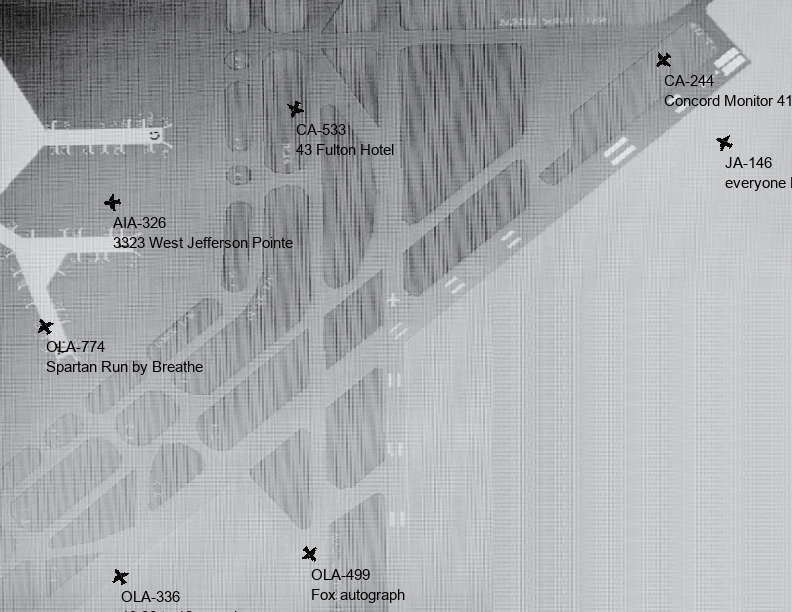 CA-244
Concord Monitor 41
CA-533
43 Fulton Hotel
JA-146
everyone
AIA-326
3323 West Jefferson Pointe
OLA-774
Spartan Run by Breathe
OLA-499
Fox autograph
OLA-336